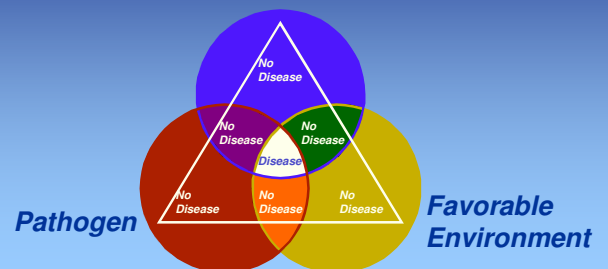 No
Disease
No
Disease
No
Disease
Disease
No
Disease
No
Disease
No
Disease
Pathogen
Favorable
Environment